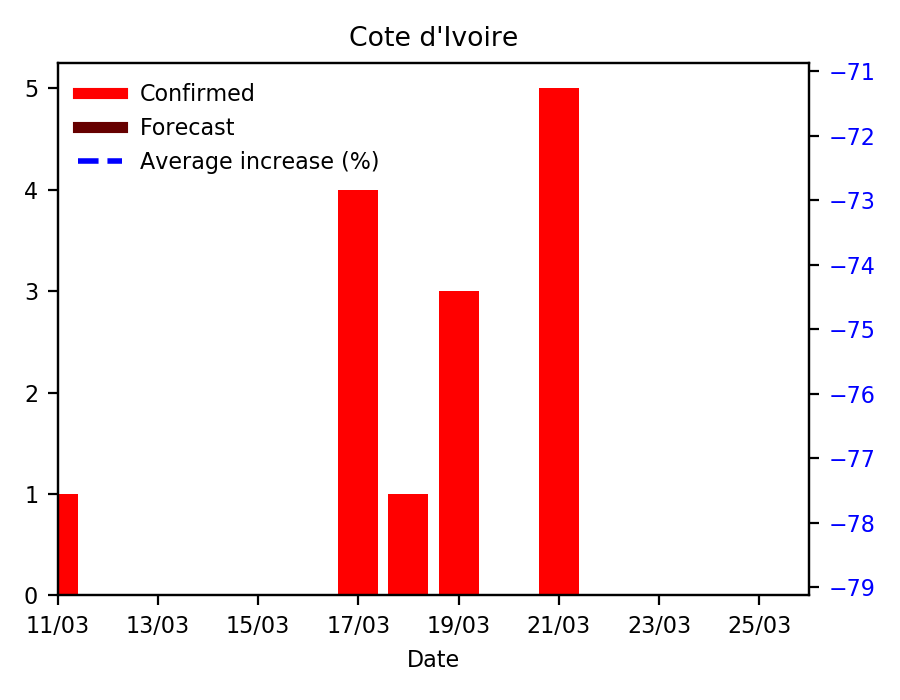 Cote d'Ivoire
Confirmed
Forecast
Average increase (%)
5
4
3
2
1
0
−71
−72
−73
−74
−75
−76
−77
−78
−79
11/03 13/03 15/03 17/03 19/03 21/03 23/03 25/03
Date